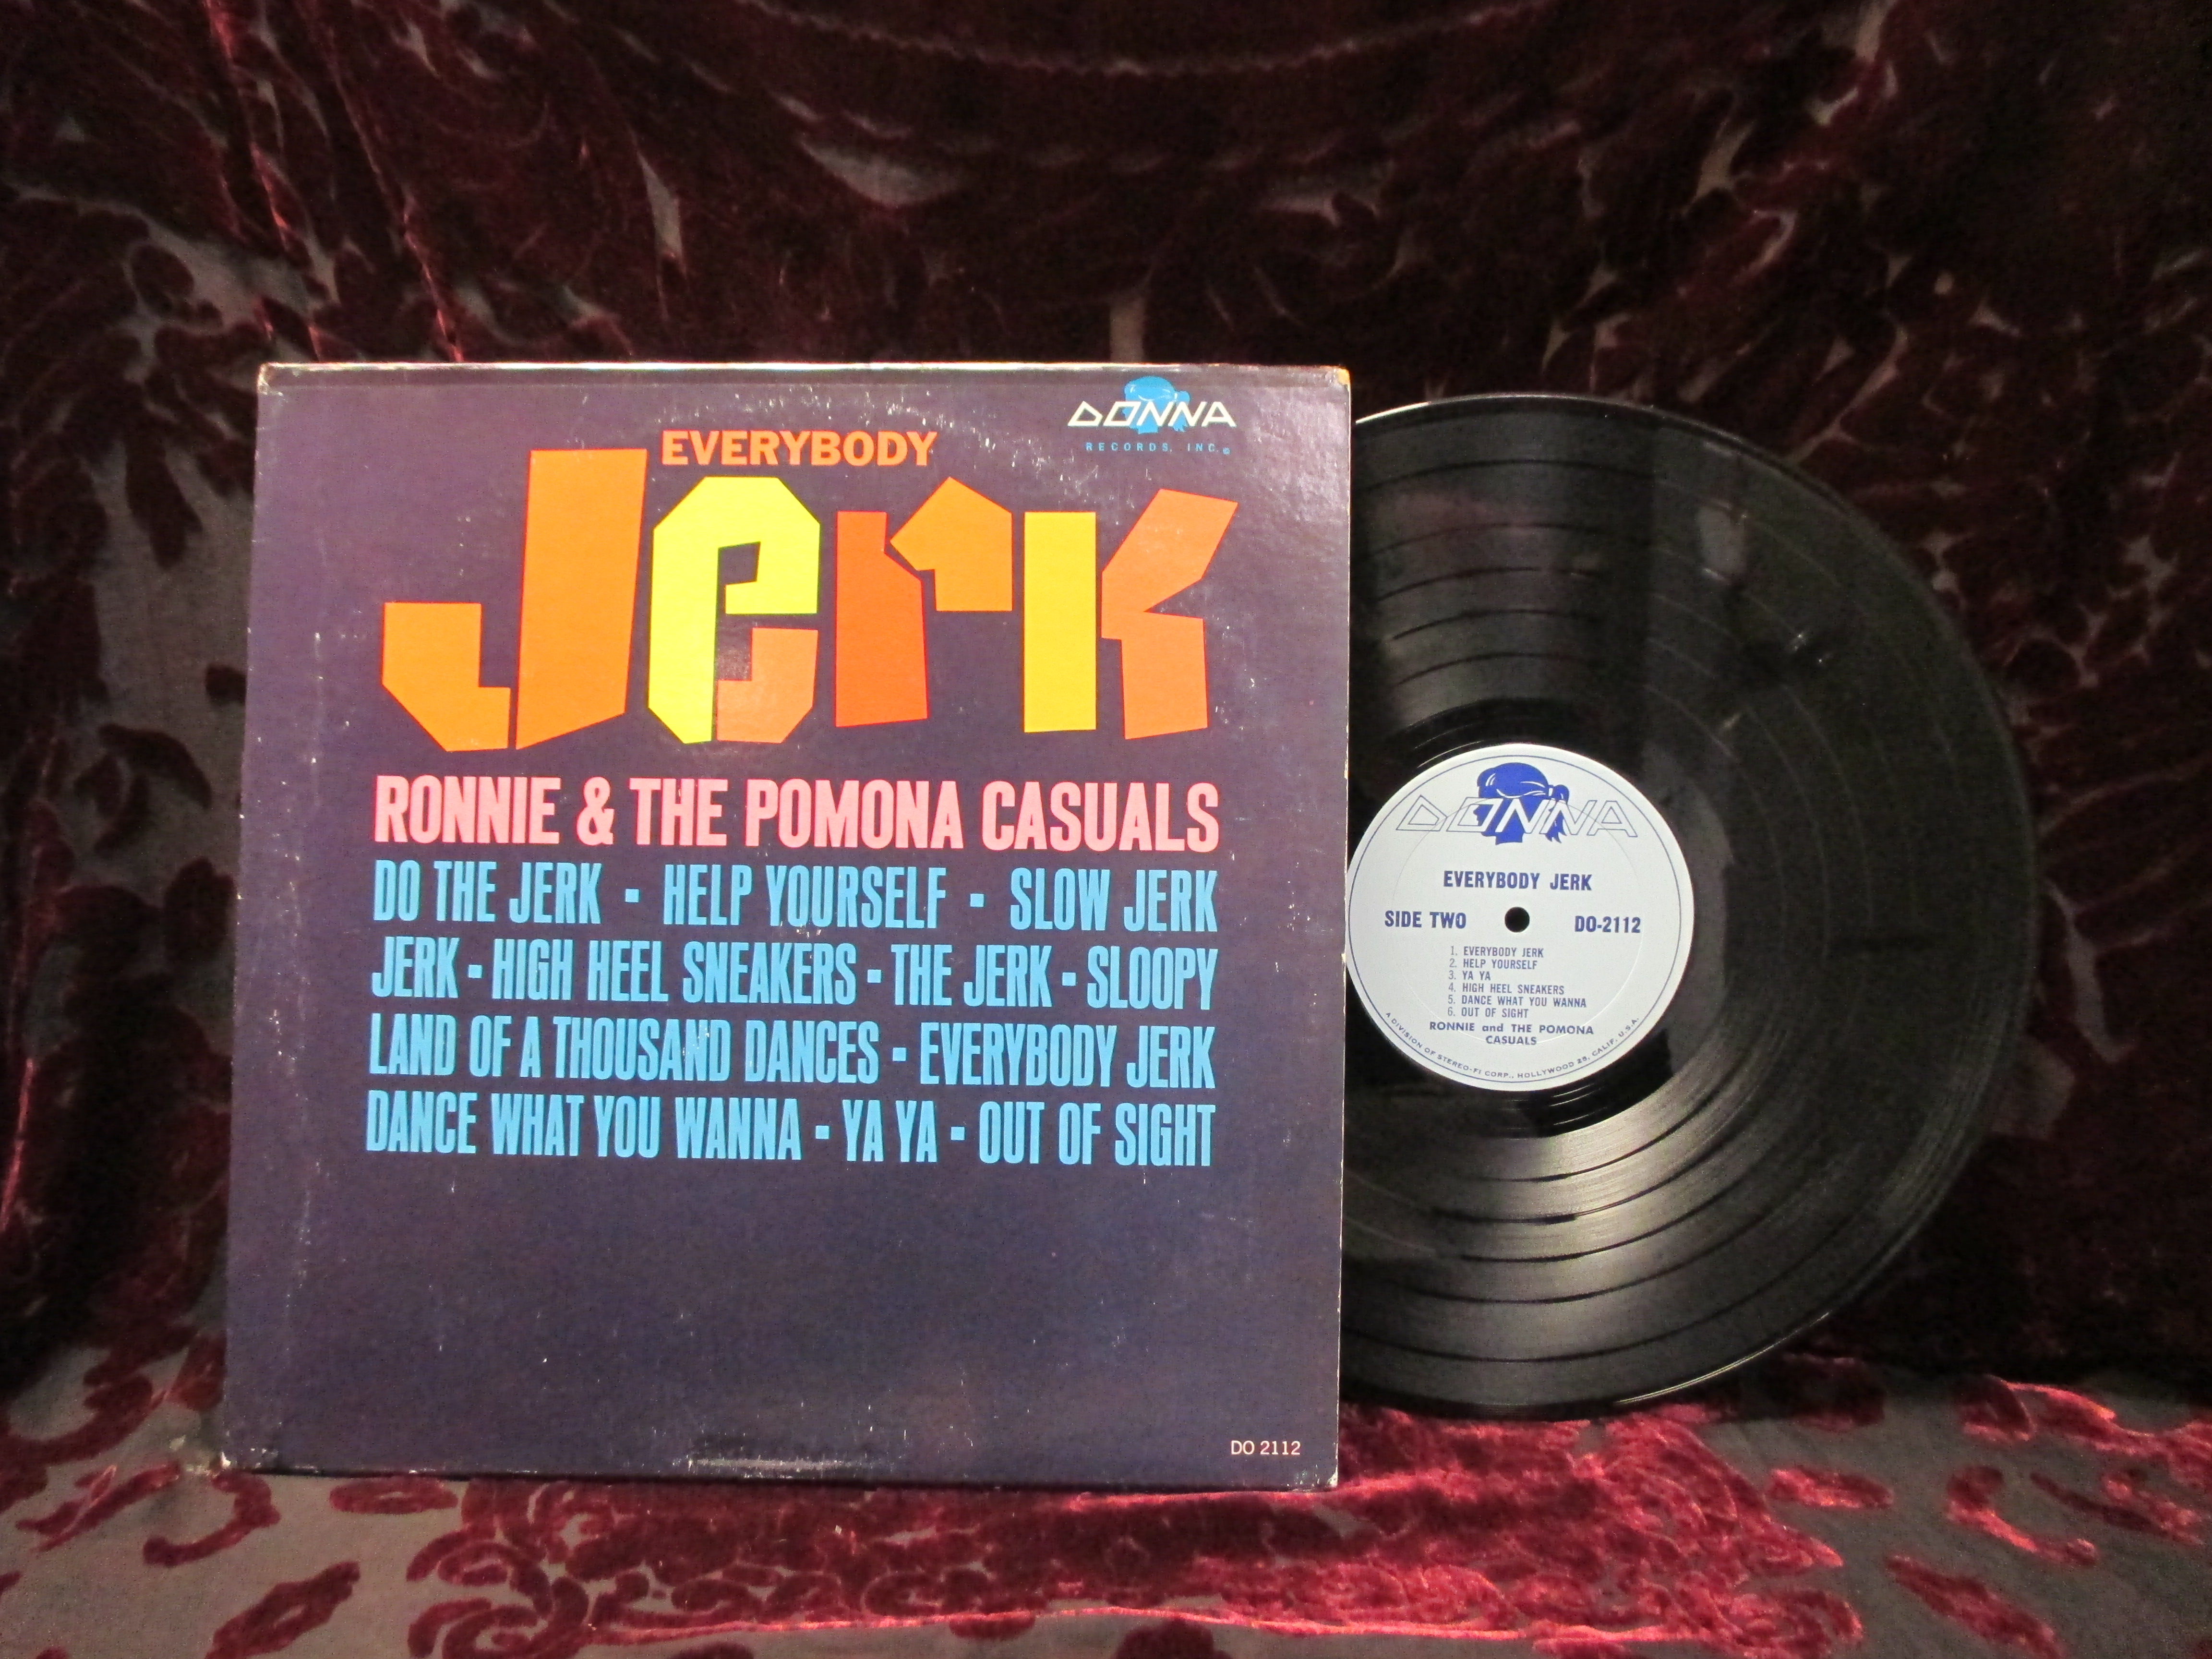 DONNA
RECORDS, INC.®
EVERYBODY
Jerk
RONNIE & THE POMONA CASUALS
DO THE JERK • HELP YOURSELF • SLOW JERK
JERK • HIGH HEEL SNEAKERS • THE JERK • SLOOPY
LAND OF A THOUSAND DANCES • EVERYBODY JERK
DANCE WHAT YOU WANNA • YA YA • OUT OF SIGHT
DO 2112
DONNA
EVERYBODY JERK
SIDE TWO DO-2112
1. EVERYBODY JERK
2. HELP YOURSELF
3. YA YA
4. HIGH HEEL SNEAKERS
5. DANCE WHAT YOU WANNA
6. OUT OF SIGHT
RONNIE and THE POMONA
CASUALS
A DIVISION OF STEREO-FI CORP., HOLLYWOOD 28, CALIF. U.S.A.